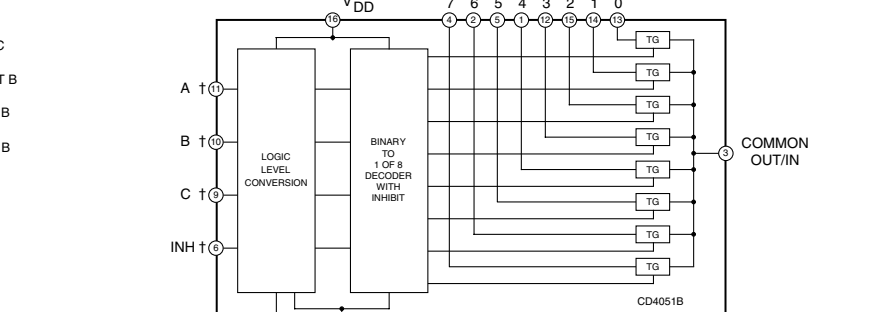 V DD
7 6 5 4 3 2 1 0
16 4 2 5 1 12 15 14 13
C
T B
B
B
A † 11
B † 10
C † 9
INH † 6
LOGIC
LEVEL
CONVERSION
BINARY
TO
1 OF 8
DECODER
WITH
INHIBIT
TG
TG
TG
TG
TG
TG
TG
TG
3 COMMON
OUT/IN
CD4051B